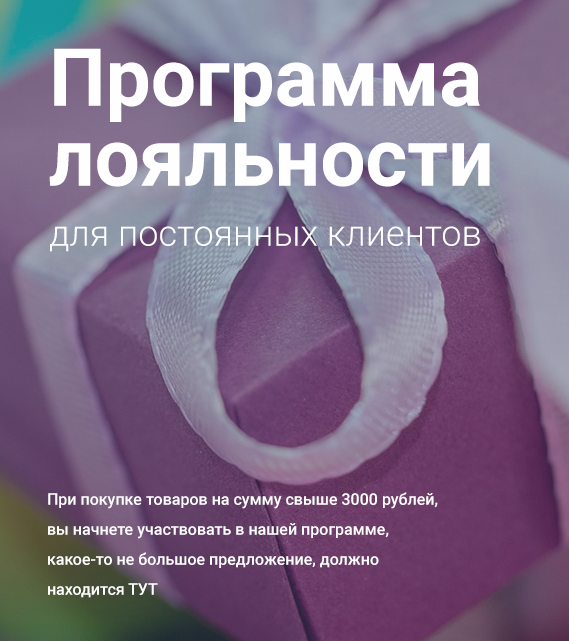 Программа
лояльности
для постоянных клиентов
При покупке товаров на сумму свыше 3000 рублей,
вы начнете участвовать в нашей программе,
какое-то не большое предложение, должно
находится ТУТ